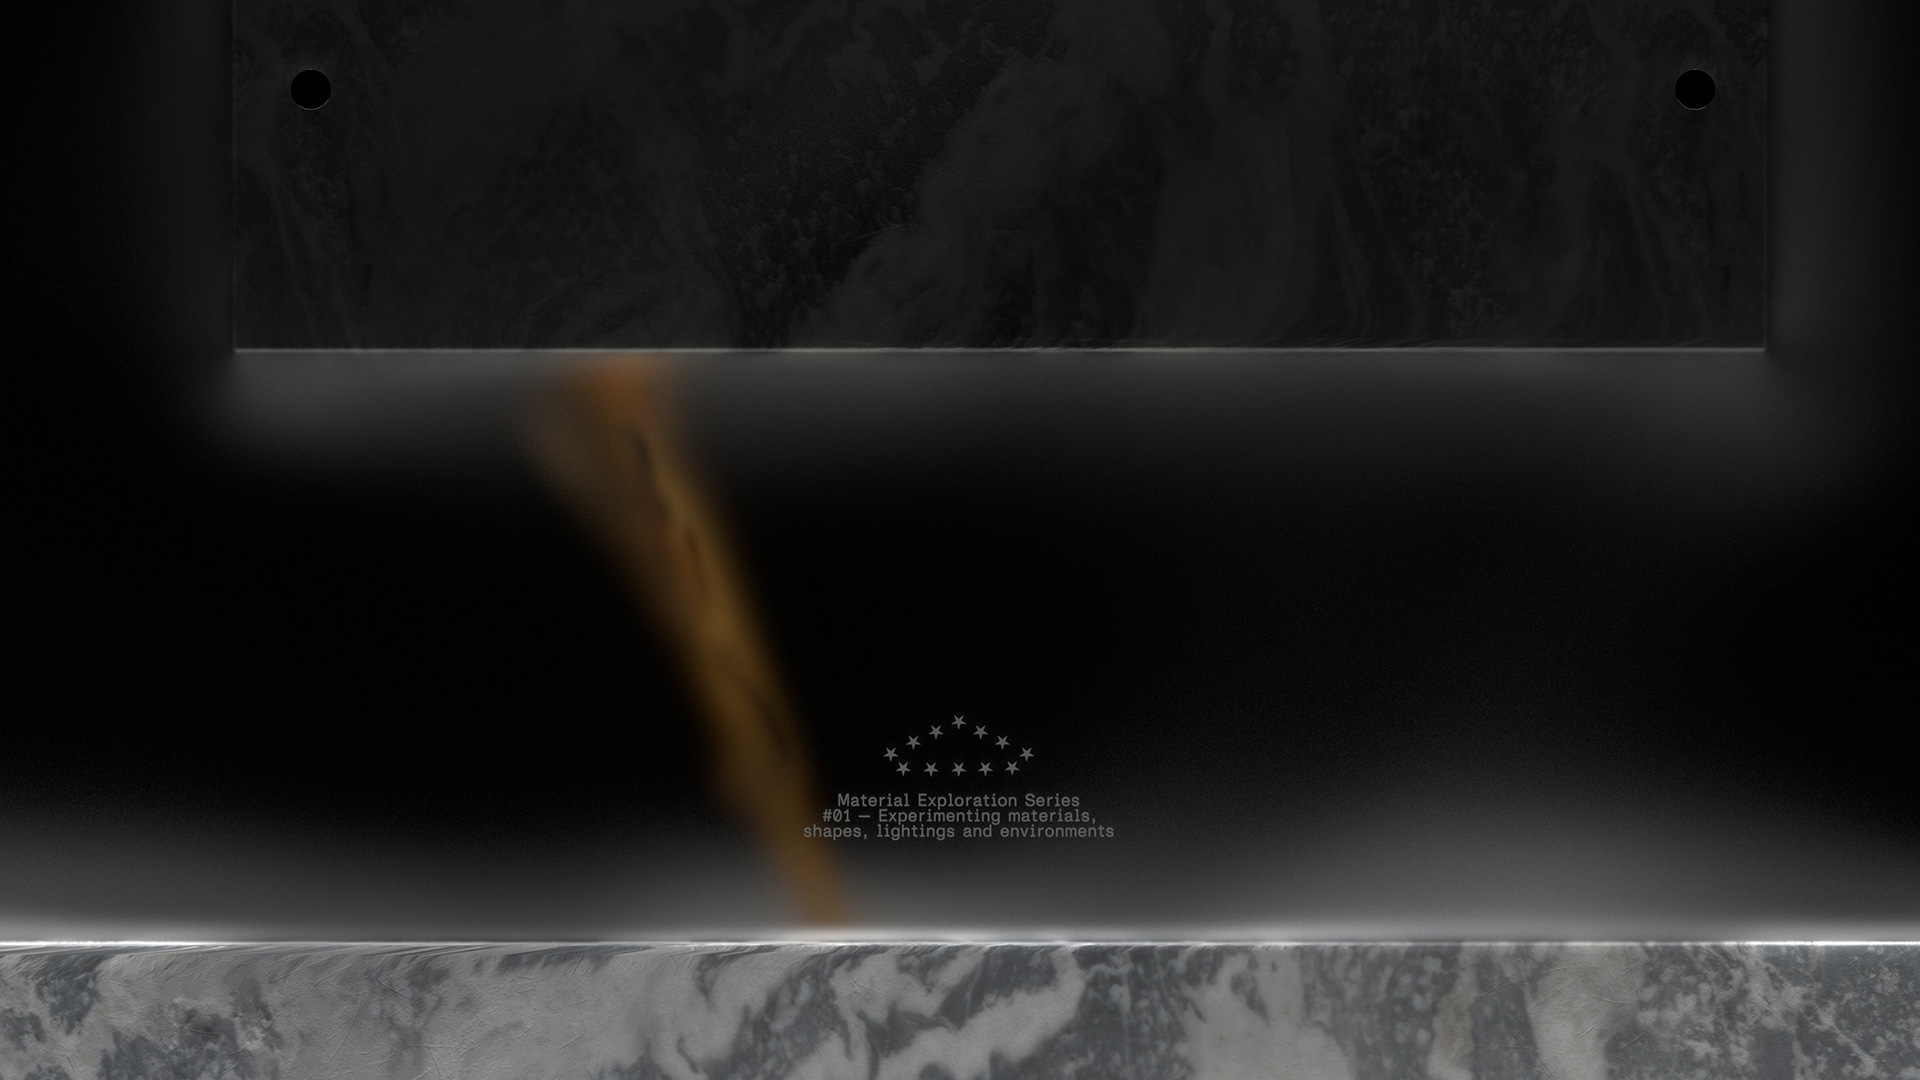 Material Exploration Series
#01 — Experimenting materials,
shapes, lightings and environments